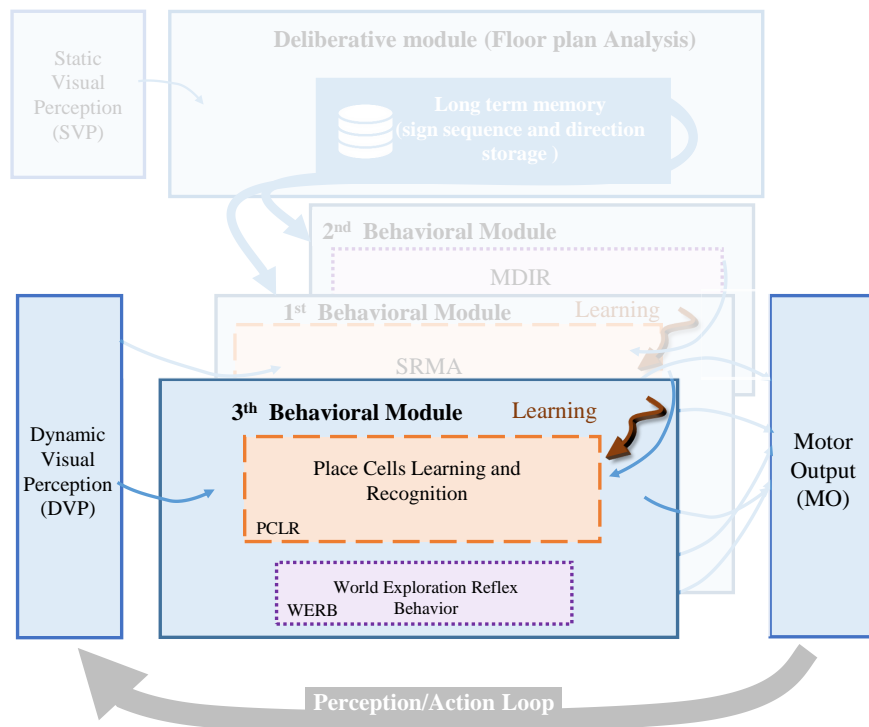 Deliberative module (Floor plan Analysis)
Static
Visual
Perception
(SVP)
Long term memory
(sign sequence and direction
storage )
2nd Behavioral Module
MDIR
1st Behavioral Module
Learning
SRMA
3th Behavioral Module
Learning
Dynamic
Visual
Perception
(DVP)
Place Cells Learning and
Recognition
PCLR
World Exploration Reflex
Behavior
WERB
Motor
Output
(MO)
Perception/Action Loop